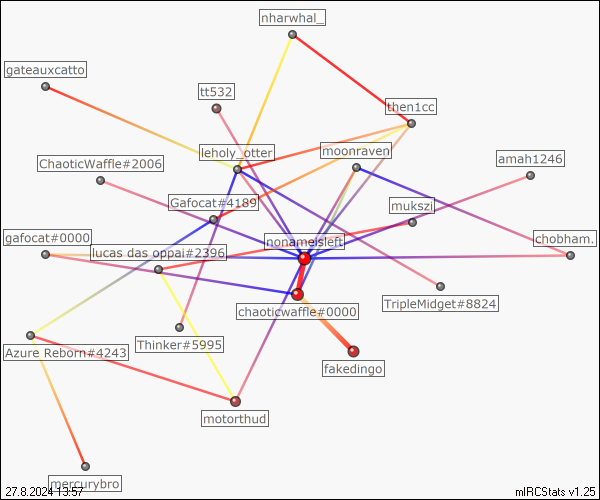 nharwhal_
gateauxcatto
tt532
then1cc
leholy_otter
moonraven
ChaoticWaffle#2006
amah1246
Gafocat#4189
mukszi
gafocat#0000
nonameisleft
chobham.
lucas das oppai#2396
chaoticwaffle#0000
TripleMidget#8824
Thinker#5995
Azure Reborn#4243
fakedingo
motorthud
mercurybro
27.8.2024 13:57
mIRCStats v1.25